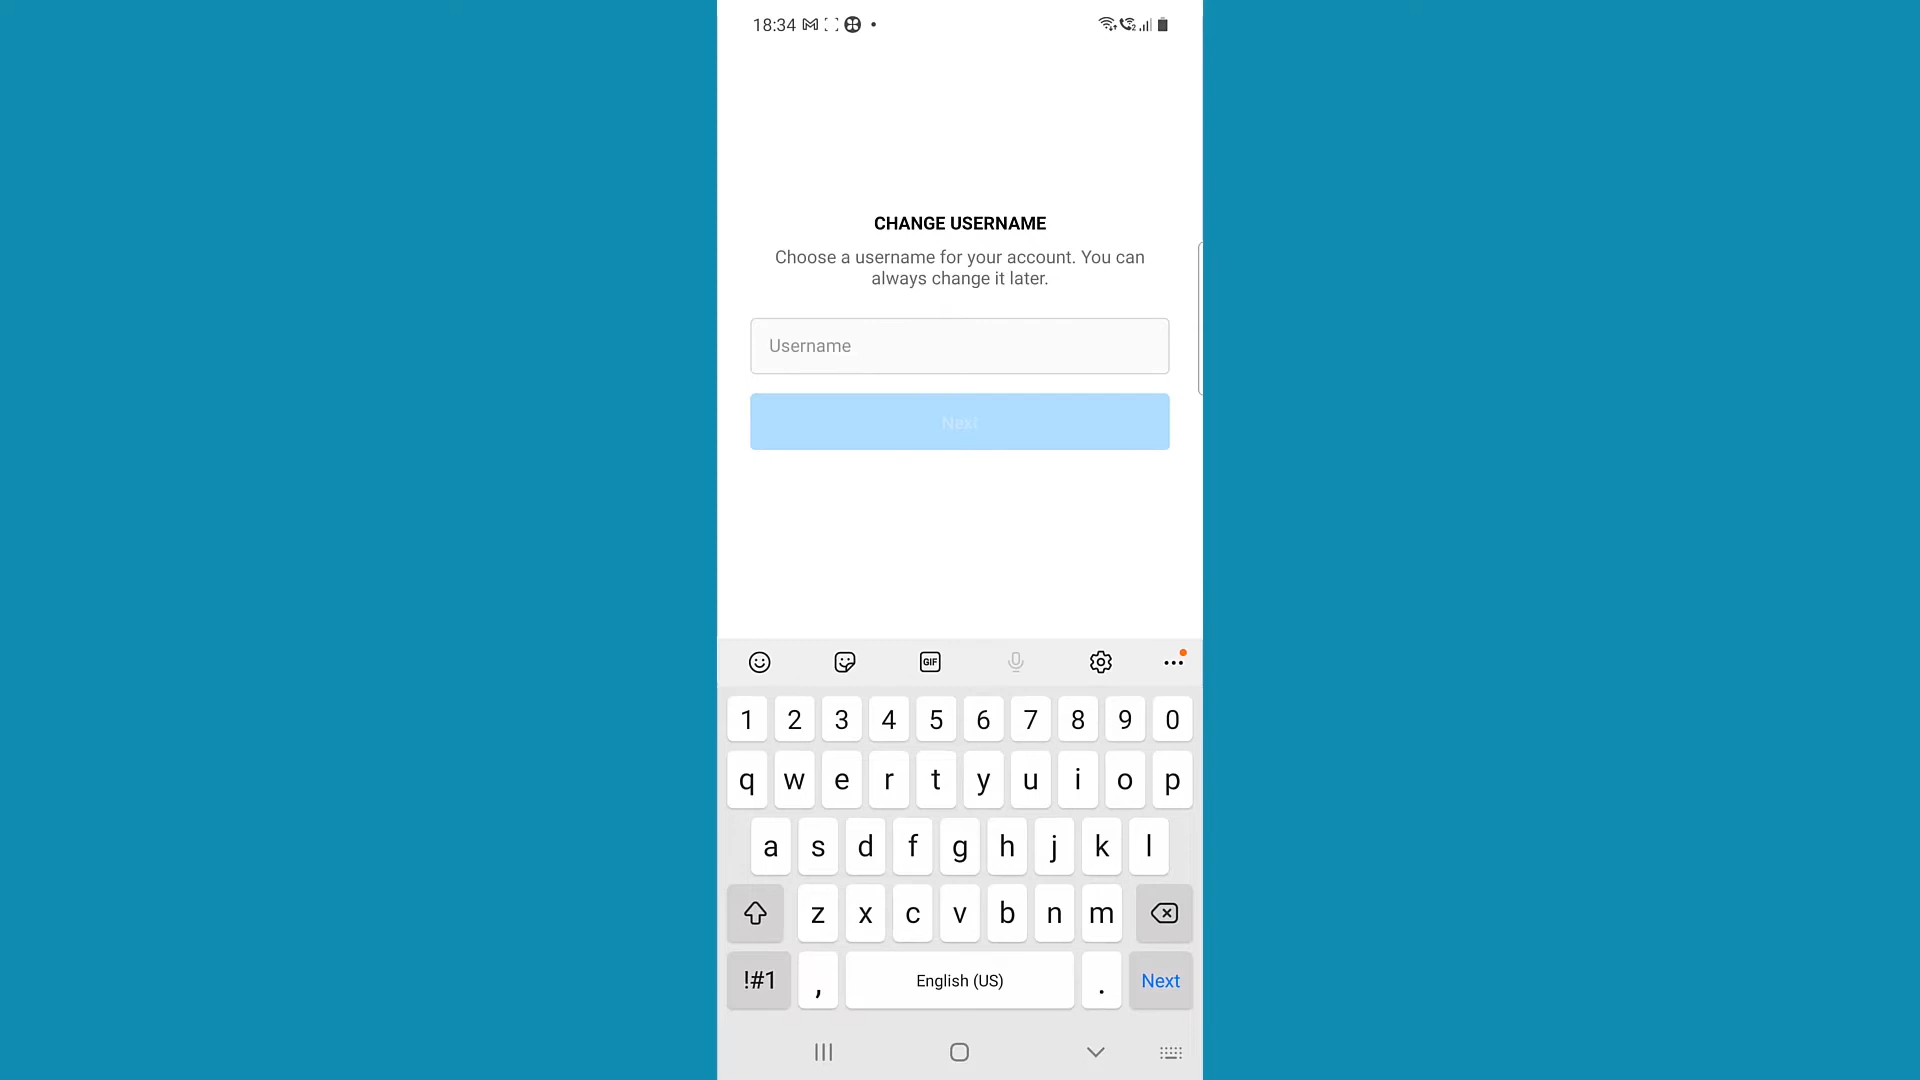 18:34
CHANGE USERNAME
Choose a username for your account. You can
always change it later.
Username
Next
GIF
1 2 3 4 5 6 7 8 9 0
q w e r t y u i o p
a s d f g h j k l
z x c v b n m
!#1 , English (US) . Next